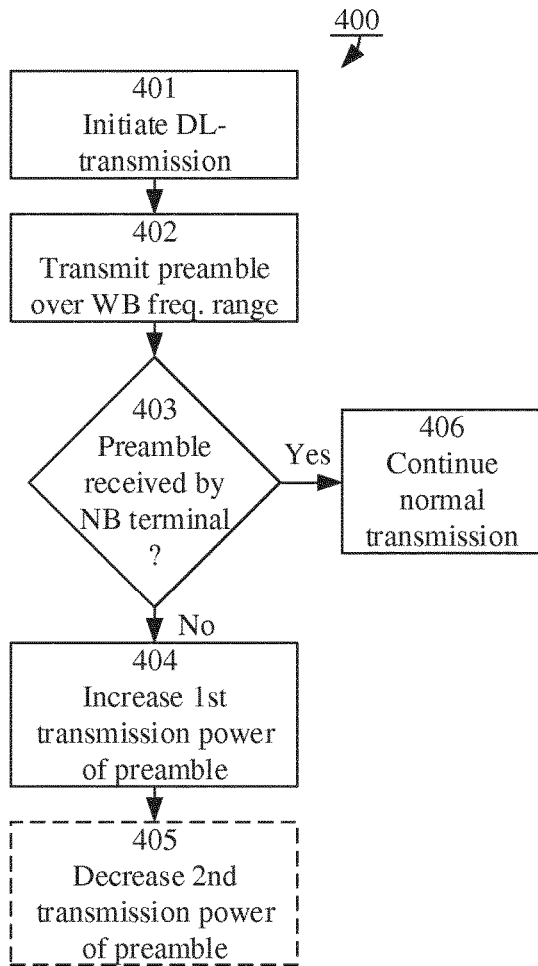 400
401
Initiate DL-
transmission
402
Transmit preamble
over WB freq. range
403
Preamble
received by
NB terminal
?
Yes
406
Continue
normal
transmission
No
404
Increase 1st
transmission power
of preamble
405
Decrease 2nd
transmission power
of preamble